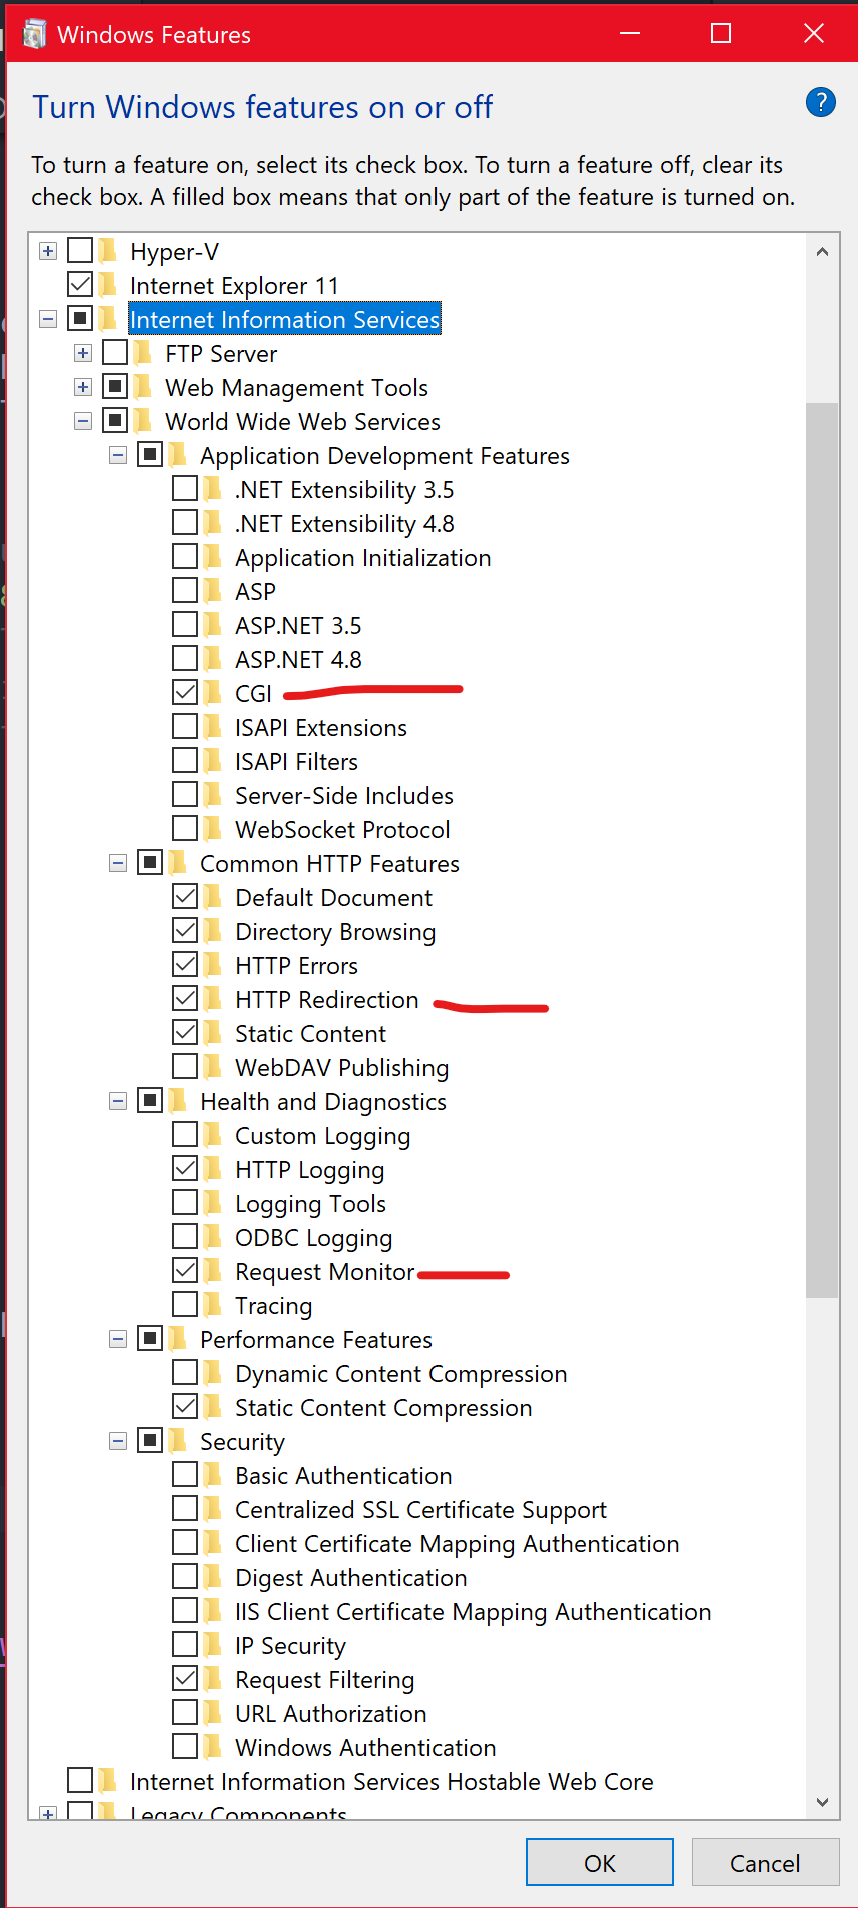 Windows Features
Turn Windows features on or off
?
To turn a feature on, select its check box. To turn a feature off, clear its
check box. A filled box means that only part of the feature is turned on.
Hyper-V
Internet Explorer 11
Internet Information Services
FTP Server
Web Management Tools
World Wide Web Services
Application Development Features
.NET Extensibility 3.5
.NET Extensibility 4.8
Application Initialization
ASP
ASP.NET 3.5
ASP.NET 4.8
CGI
ISAPI Extensions
ISAPI Filters
Server-Side Includes
WebSocket Protocol
Common HTTP Features
Default Document
Directory Browsing
HTTP Errors
HTTP Redirection
Static Content
WebDAV Publishing
Health and Diagnostics
Custom Logging
HTTP Logging
Logging Tools
ODBC Logging
Request Monitor
Tracing
Performance Features
Dynamic Content Compression
Static Content Compression
Security
Basic Authentication
Centralized SSL Certificate Support
Client Certificate Mapping Authentication
Digest Authentication
IIS Client Certificate Mapping Authentication
IP Security
Request Filtering
URL Authorization
Windows Authentication
Internet Information Services Hostable Web Core
Legacy Components
OK
Cancel